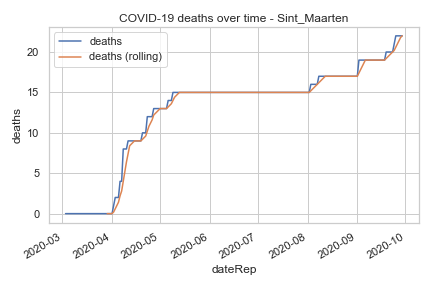 COVID-19 deaths over time - Sint_Maarten
deaths
deaths (rolling)
deaths
20
15
10
5
0
2020-03
2020-04
2020-05
2020-06
2020-07
2020-08
2020-09
2020-10
dateRep